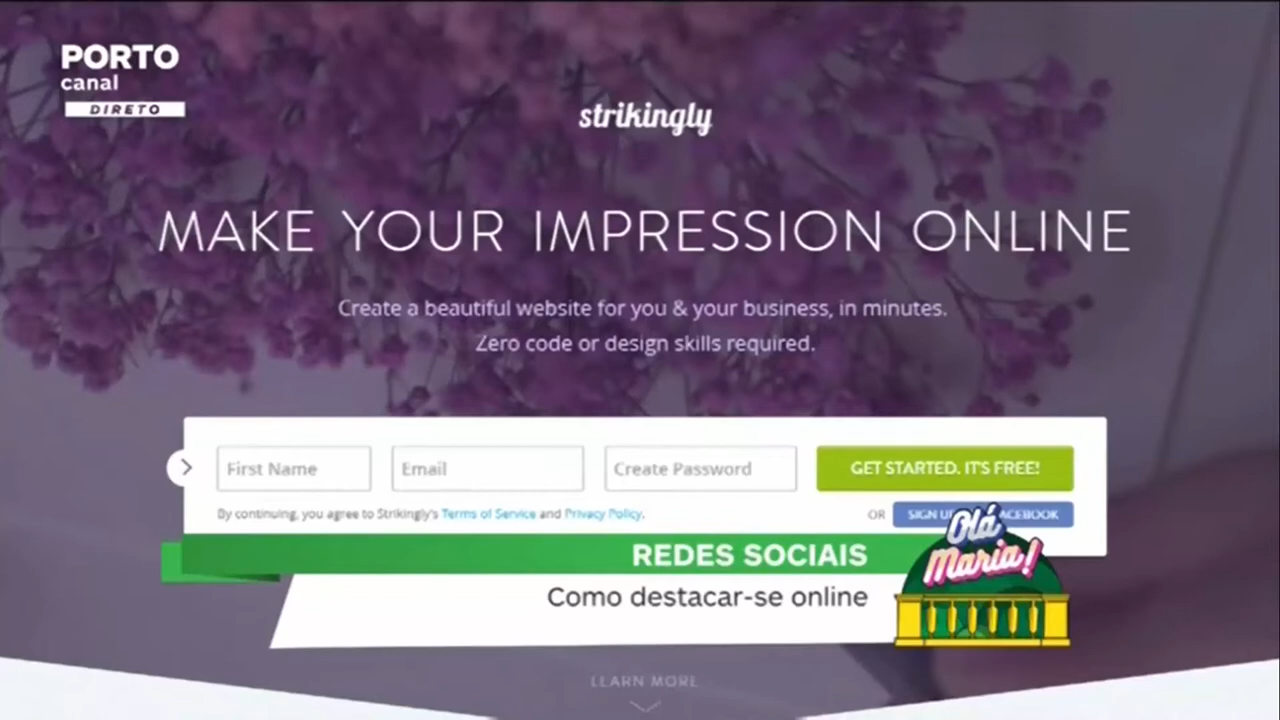 PORTO
canal
DIRETO
strikingly
MAKE YOUR IMPRESSION ONLINE
Create a beautiful website for you & your business, in minutes.
Zero code or design skills required.
First Name
Email
Create Password
GET STARTED. IT'S FREE!
By continuing, you agree to Strikingly's Terms of Service and Privacy Policy.
OR
SIGN U ACEBOOK
REDES SOCIAIS
Como destacar-se online
Olá
Maria!
LEARN MORE